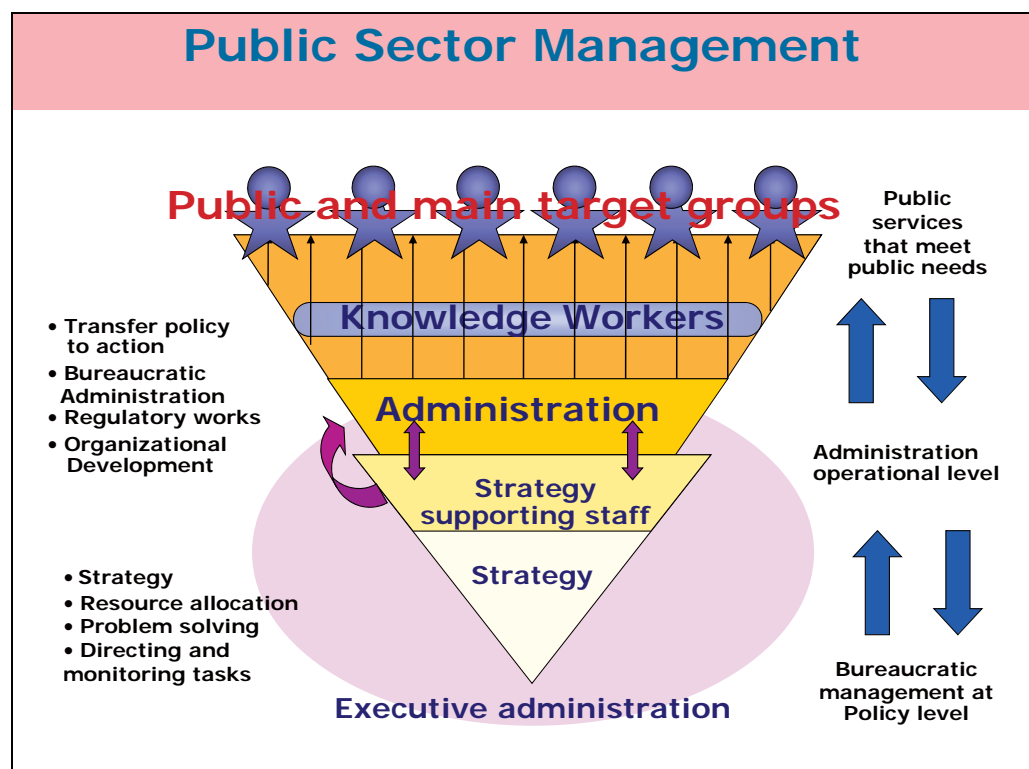 Public Sector Management
Public and main target groups
Knowledge Workers
Administration
Strategy
supporting staff
Strategy
Executive administration
• Transfer policy
to action
• Bureaucratic
Administration
• Regulatory works
• Organizational
Development
• Strategy
• Resource allocation
• Problem solving
• Directing and
monitoring tasks
Public
services
that meet
public needs
Administration
operational level
Bureaucratic
management at
Policy level